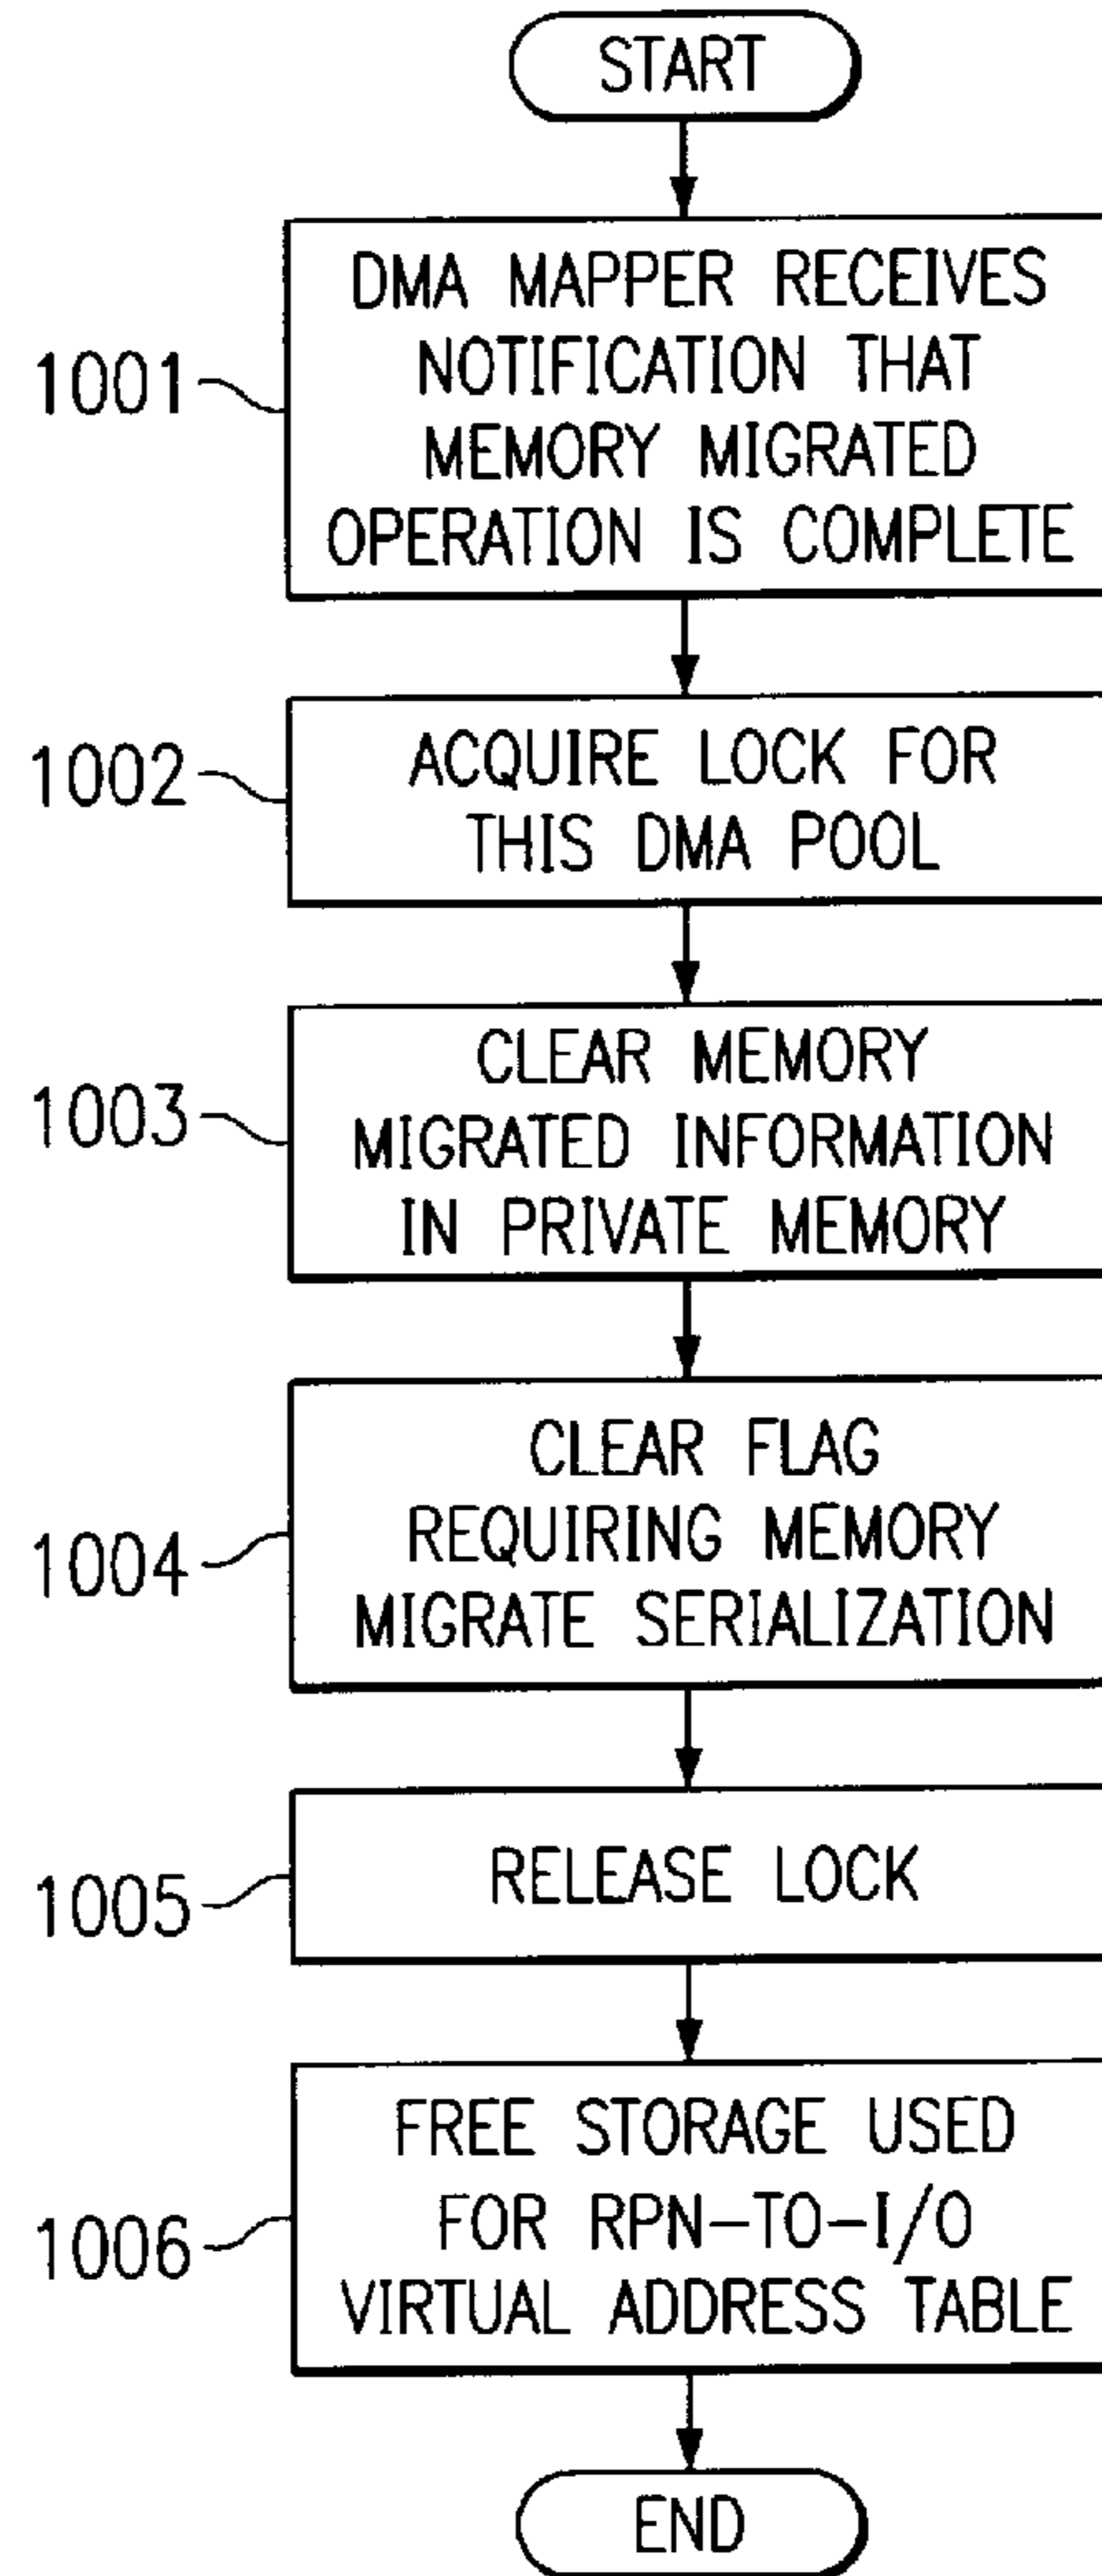 START
1001
DMA MAPPER RECEIVES
NOTIFICATION THAT
MEMORY MIGRATED
OPERATION IS COMPLETE
1002
ACQUIRE LOCK FOR
THIS DMA POOL
1003
CLEAR MEMORY
MIGRATED INFORMATION
IN PRIVATE MEMORY
1004
CLEAR FLAG
REQUIRING MEMORY
MIGRATE SERIALIZATION
1005
RELEASE LOCK
1006
FREE STORAGE USED
FOR RPN-TO-I/O
VIRTUAL ADDRESS TABLE
END